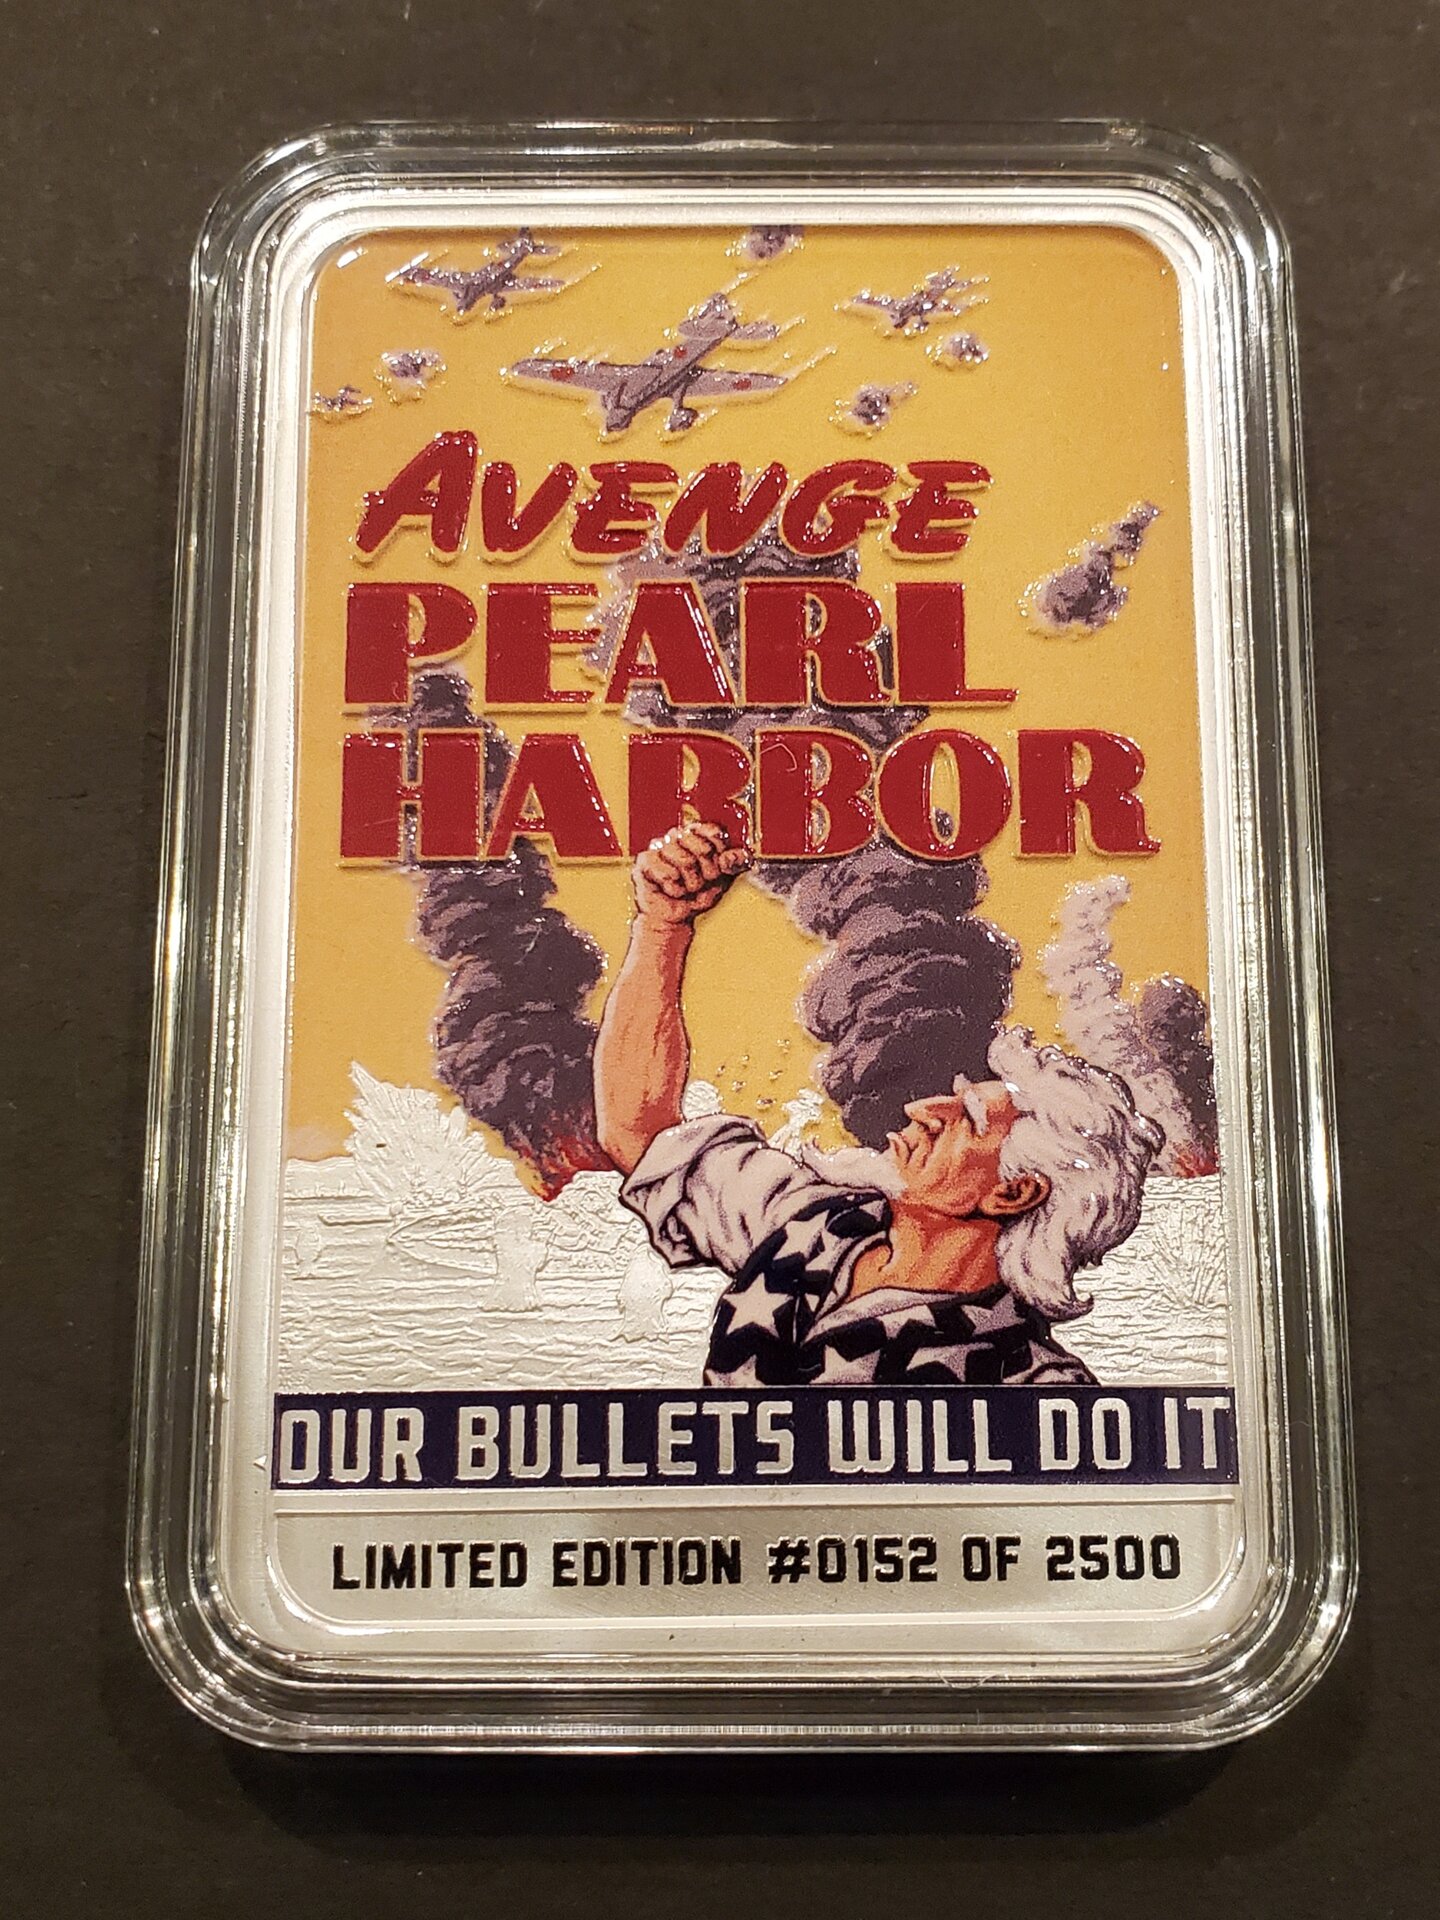 AVENGE
PEARL
HARBOR
OUR BULLETS WILL DO IT
LIMITED EDITION #0152 OF 2500